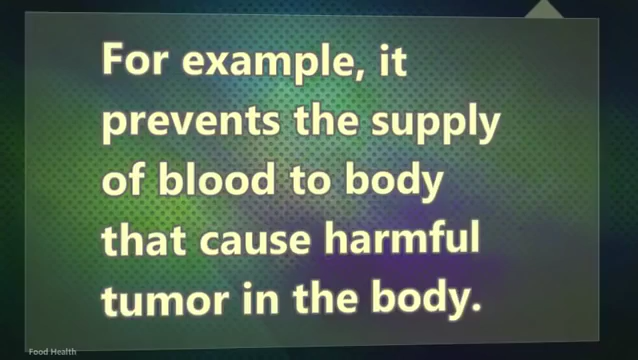 For example, it
prevents the supply
of blood to body
that cause harmful
tumor in the body.
Food Health